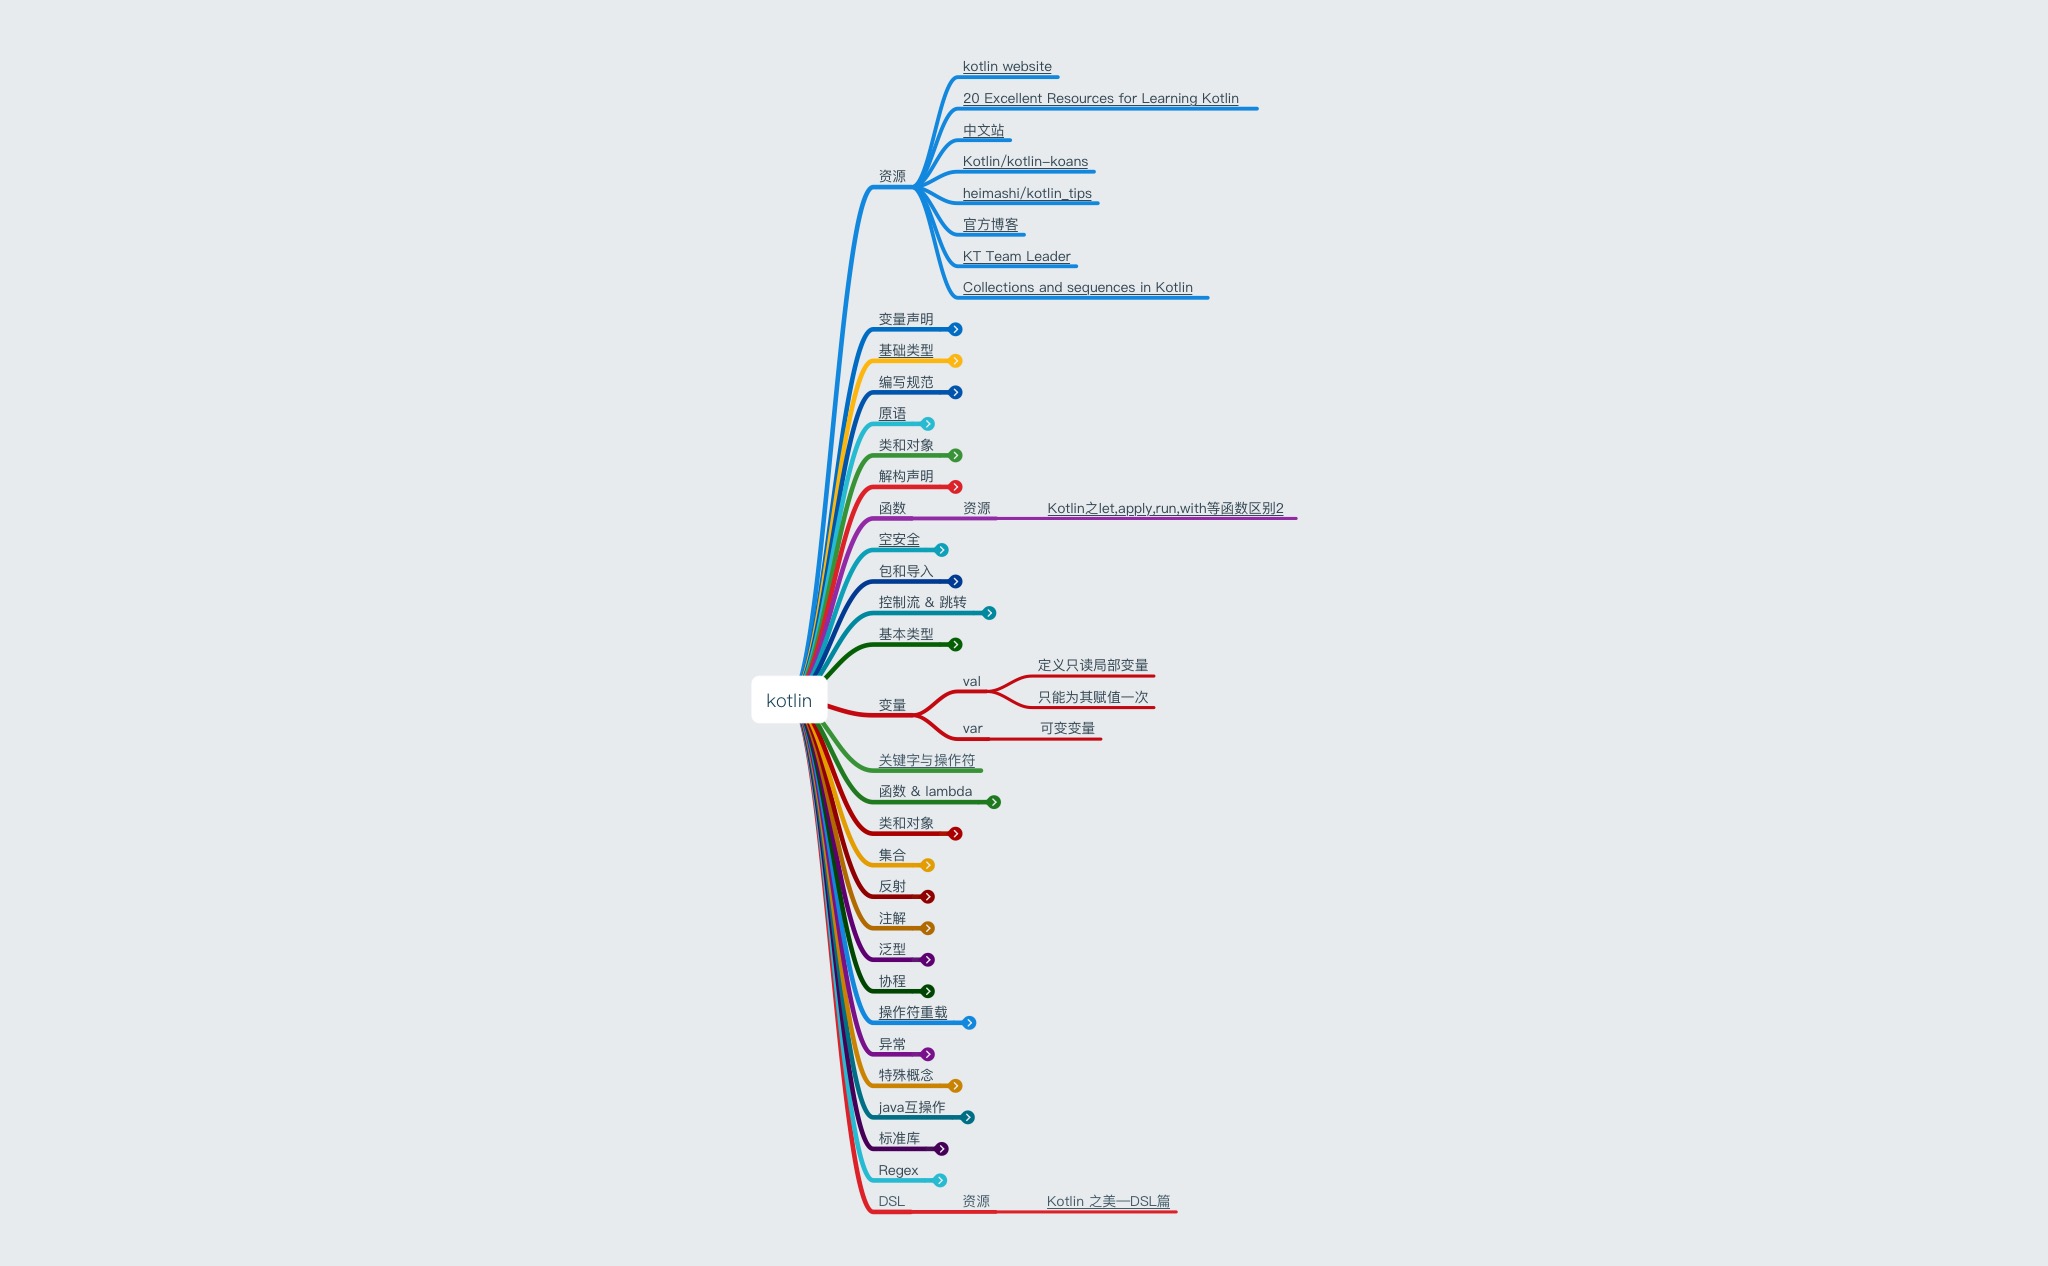 kotlin
资源
kotlin website
20 Excellent Resources for Learning Kotlin
中文站
Kotlin/kotlin-koans
heimashi/kotlin_tips
官方博客
KT Team Leader
Collections and sequences in Kotlin
变量声明
基础类型
编写规范
原语
类和对象
解构声明
函数 资源 Kotlin之let,apply,run,with等函数区别2
空安全
包和导入
控制流 & 跳转
基本类型
变量
val
定义只读局部变量
只能为其赋值一次
var 可变变量
关键字与操作符
函数 & lambda
类和对象
集合
反射
注解
泛型
协程
操作符重载
异常
特殊概念
java互操作
标准库
Regex
DSL 资源 Kotlin 之美—DSL篇